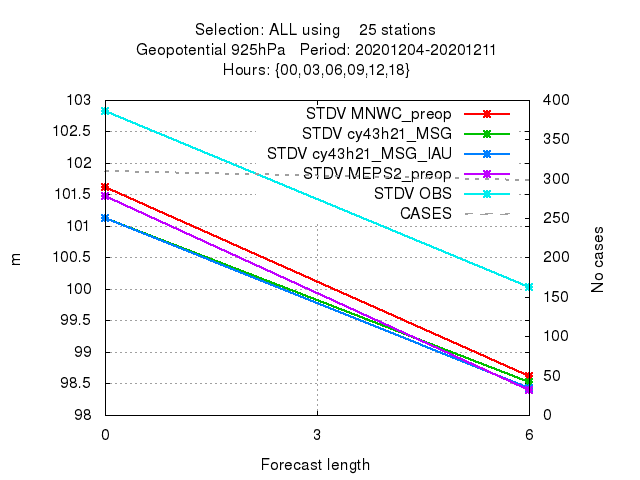 Selection: ALL using    25 stations
Geopotential 925hPa   Period: 20201204-20201211
Hours: {00,03,06,09,12,18}
103
102.5
102
101.5
101
100.5
100
99.5
99
98.5
98
400
350
300
250
200
150
100
50
0
STDV MNWC_preop
STDV cy43h21_MSG
STDV cy43h21_MSG_IAU
STDV MEPS2_preop
STDV OBS
CASES
m
No cases
0
3
6
Forecast length